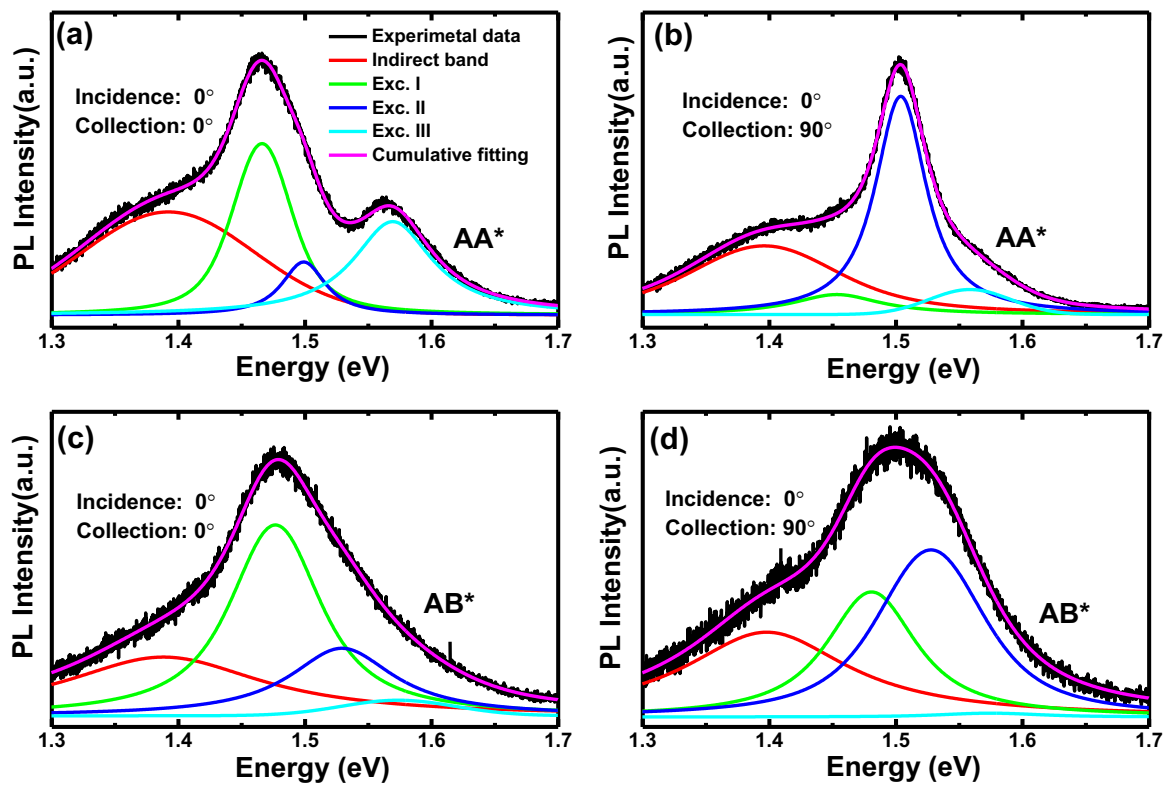 (a)
Experimetal data
Indirect band
Exc. I
Exc. II
Exc. III
Cumulative fitting
Incidence: 0°
Collection: 0°
AA*
PL Intensity(a.u.)
1.3 1.4 1.5 1.6 1.7
Energy (eV)
(b)
Incidence: 0°
Collection: 90°
AA*
PL Intensity(a.u.)
1.3 1.4 1.5 1.6 1.7
Energy (eV)
(c)
Incidence: 0°
Collection: 0°
AB*
PL Intensity(a.u.)
1.3 1.4 1.5 1.6 1.7
Energy (eV)
(d)
Incidence: 0°
Collection: 90°
AB*
PL Intensity(a.u.)
1.3 1.4 1.5 1.6 1.7
Energy (eV)